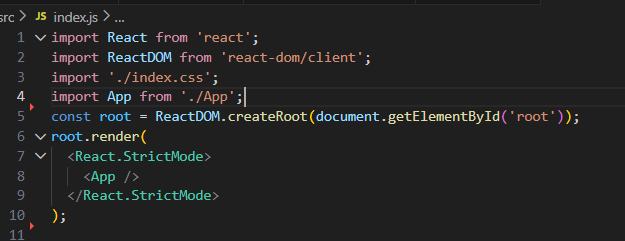 src > JS index.js > ...
1 import React from 'react';
2 import ReactDOM from 'react-dom/client';
3 import './index.css';
4 import App from './App';
5 const root = ReactDOM.createRoot(document.getElementById('root'));
6 root.render(
7   <React.StrictMode>
8     <App />
9   </React.StrictMode>
10 );
11